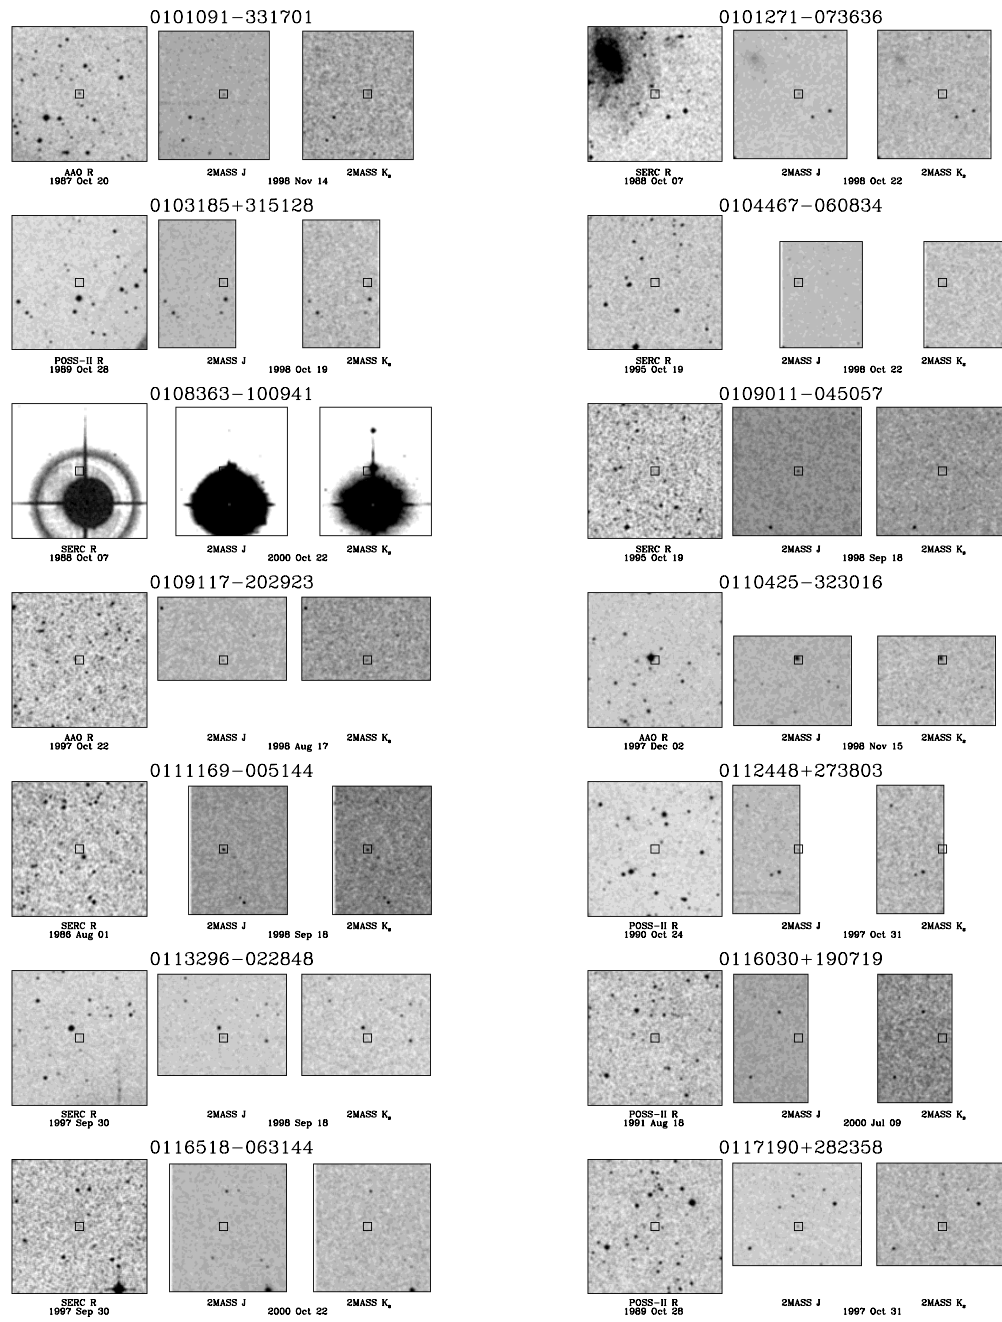 0101091-331701
AAO R
1987 Oct 20
2MASS J
1998 Nov 14
2MASS Ks
0101271-073636
SERC R
1988 Oct 07
2MASS J
1998 Oct 22
2MASS Ks
0103185+315128
POSS-II R
1989 Oct 28
2MASS J
1998 Oct 19
2MASS Ks
0104467-060834
SERC R
1995 Oct 19
2MASS J
1998 Oct 22
2MASS Ks
0108363-100941
SERC R
1988 Oct 07
2MASS J
2000 Oct 22
2MASS Ks
0109011-045057
SERC R
1995 Oct 19
2MASS J
1998 Sep 18
2MASS Ks
0109117-202923
AAO R
1997 Oct 22
2MASS J
1998 Aug 17
2MASS Ks
0110425-323016
AAO R
1997 Dec 02
2MASS J
1998 Nov 15
2MASS Ks
0111169-005144
SERC R
1986 Aug 01
2MASS J
1998 Sep 18
2MASS Ks
0112448+273803
POSS-II R
1990 Oct 24
2MASS J
1997 Oct 31
2MASS Ks
0113296-022848
SERC R
1997 Sep 30
2MASS J
1998 Sep 18
2MASS Ks
0116030+190719
POSS-II R
1991 Aug 18
2MASS J
2000 Jul 09
2MASS Ks
0116518-063144
SERC R
1997 Sep 30
2MASS J
2000 Oct 22
2MASS Ks
0117190+282358
POSS-II R
1989 Oct 28
2MASS J
1997 Oct 31
2MASS Ks